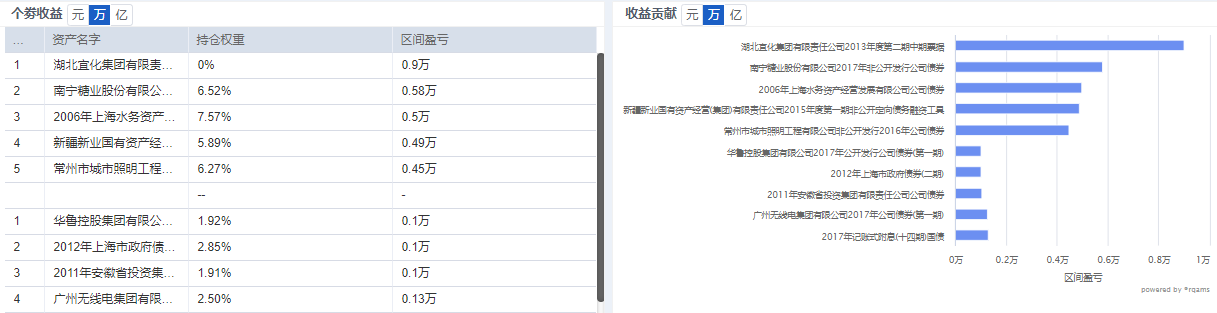 个券收益 元 万 亿
... 资产名字 持仓权重 区间盈亏
1 湖北宜化集团有限责... 0% 0.9万
2 南宁糖业股份有限公... 6.52% 0.58万
3 2006年上海水务资产... 7.57% 0.5万
4 新疆新业国有资产经... 5.89% 0.49万
5 常州市城市照明工程... 6.27% 0.45万
-- -
1 华鲁控股集团有限公... 1.92% 0.1万
2 2012年上海市政府债... 2.85% 0.1万
3 2011年安徽省投资集... 1.91% 0.1万
4 广州无线电集团有限... 2.50% 0.13万
收益贡献 元 万 亿
湖北宜化集团有限责任公司2013年度第二期中期票据
南宁糖业股份有限公司2017年非公开发行公司债券
2006年上海水务资产经营发展有限公司公司债券
新疆新业国有资产经营(集团)有限责任公司2015年度第一期非公开定向债务融资工具
常州市城市照明工程有限公司非公开发行2016年公司债券
华鲁控股集团有限公司2017年公开发行公司债券(第一期)
2012年上海市政府债券(二期)
2011年安徽省投资集团有限责任公司公司债券
广州无线电集团有限公司2017年公司债券(第一期)
2017年记账式附息(十四期)国债
0万 0.2万 0.4万 0.6万 0.8万 1万
区间盈亏
powered by ®rqams